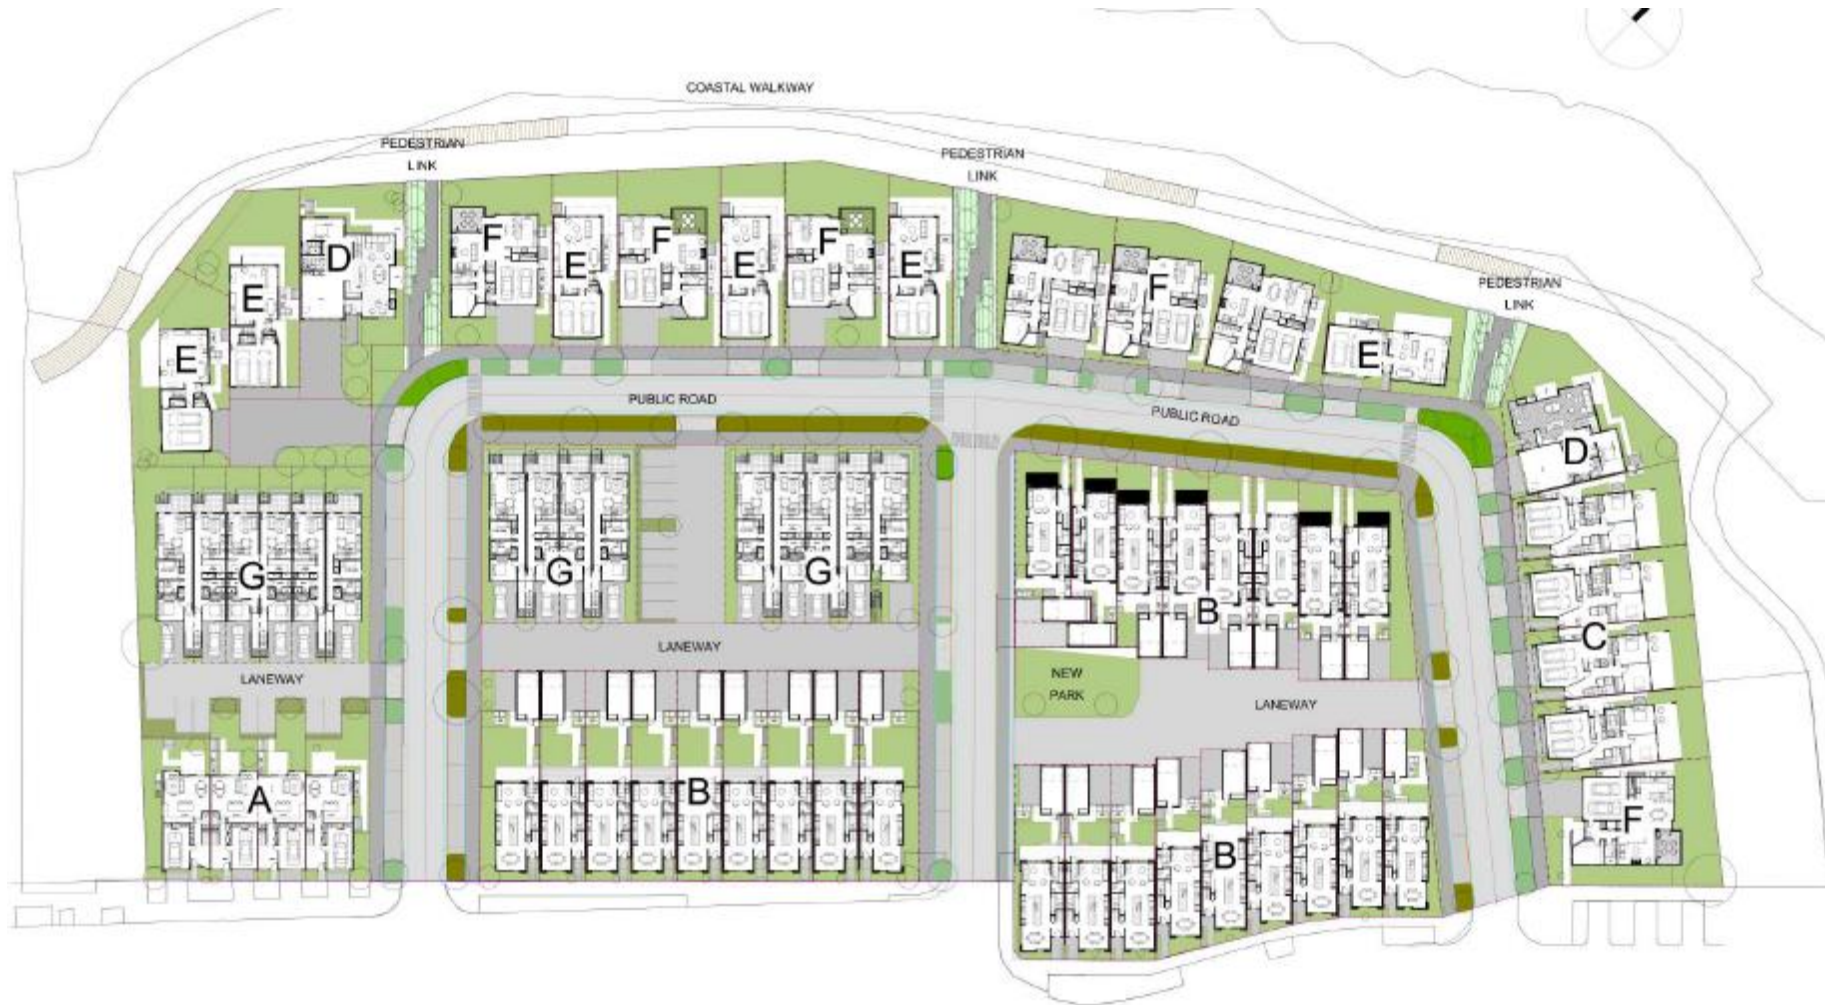 COASTAL WALKWAY
PEDESTRIAN
LINK
PEDESTRIAN
LINK
PEDESTRIAN
LINK
D
F
E
F
E
F
E
E
E
F
E
PUBLIC ROAD
PUBLIC ROAD
D
G
G
G
B
C
LANEWAY
LANEWAY
NEW
PARK
LANEWAY
A
B
B
F